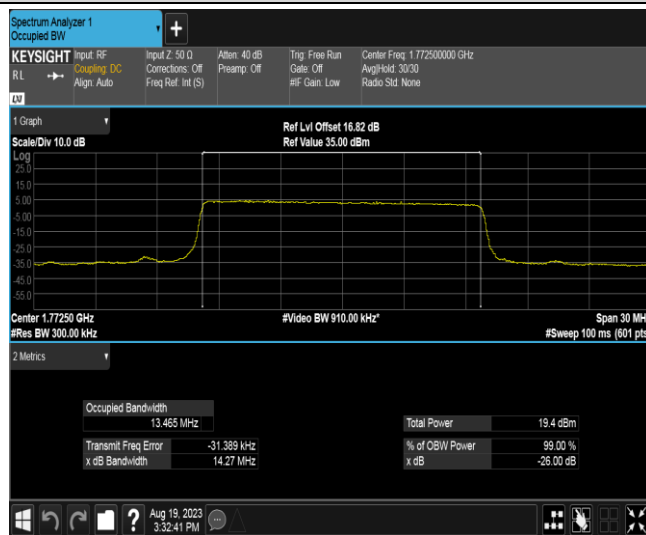 Spectrum Analyzer 1
Occupied BW
+
KEYSIGHT Input: RF Input Z: 50 Ω Atten: 40 dB Trig: Free Run Center Freq: 1.772500000 GHz
RL Coupling: DC Corrections: Off Preamp: Off Gate: Off Avg|Hold: 30/30
Align: Auto Freq Ref: Int (S) #IF Gain: Low Radio Std: None
LXI
1 Graph
Ref Lvl Offset 16.82 dB
Scale/Div 10.0 dB Ref Value 35.00 dBm
Log
25.0
15.0
5.00
-5.00
-15.0
-25.0
-35.0
-45.0
-55.0
Center 1.77250 GHz #Video BW 910.00 kHz* Span 30 MH
#Res BW 300.00 kHz #Sweep 100 ms (601 pts
2 Metrics
Occupied Bandwidth
13.465 MHz Total Power 19.4 dBm
Transmit Freq Error -31.389 kHz % of OBW Power 99.00 %
x dB Bandwidth 14.27 MHz x dB -26.00 dB
? Aug 19, 2023
3:32:41 PM